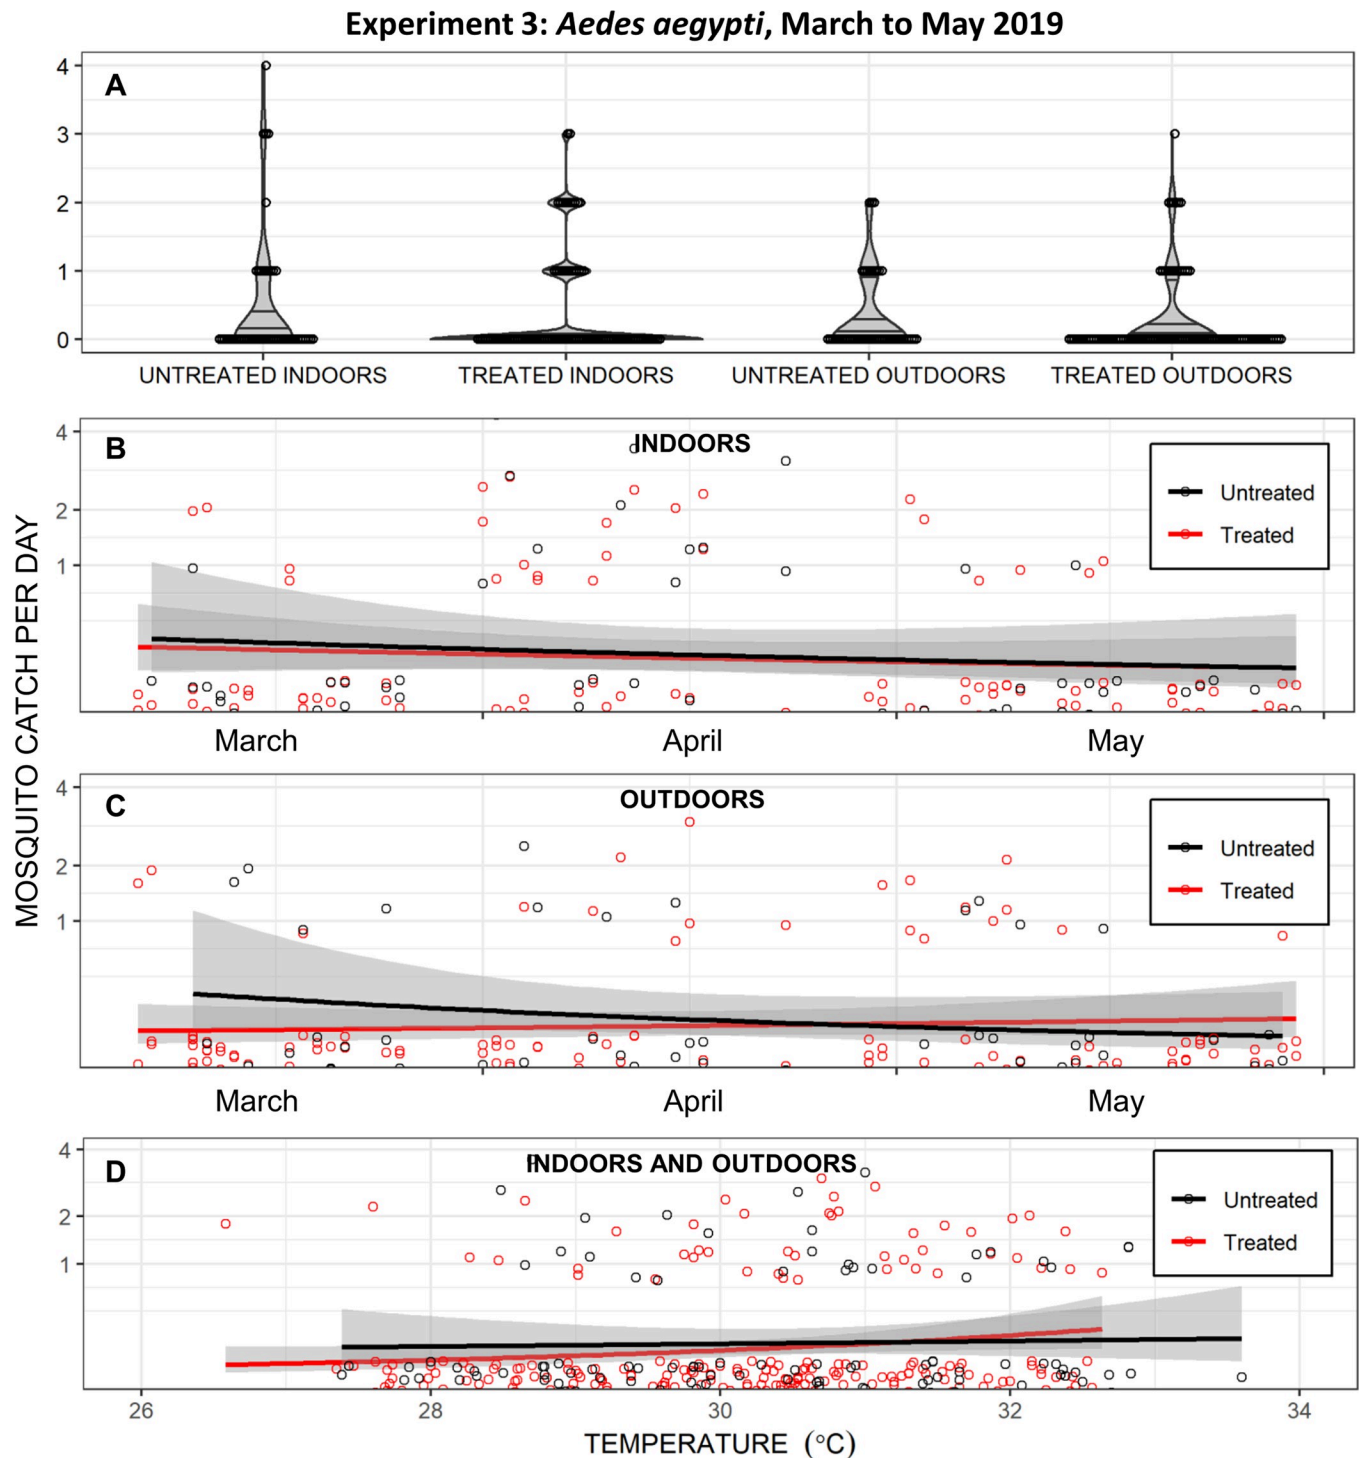 Experiment 3: Aedes aegypti, March to May 2019
MOSQUITO CATCH PER DAY
A
4
3
2
1
0
UNTREATED INDOORS TREATED INDOORS UNTREATED OUTDOORS TREATED OUTDOORS
B
INDOORS
4
2
1
Untreated
Treated
March April May
C
OUTDOORS
4
2
1
Untreated
Treated
March April May
D
INDOORS AND OUTDOORS
4
2
1
Untreated
Treated
26 28 30 32 34
TEMPERATURE (°C)